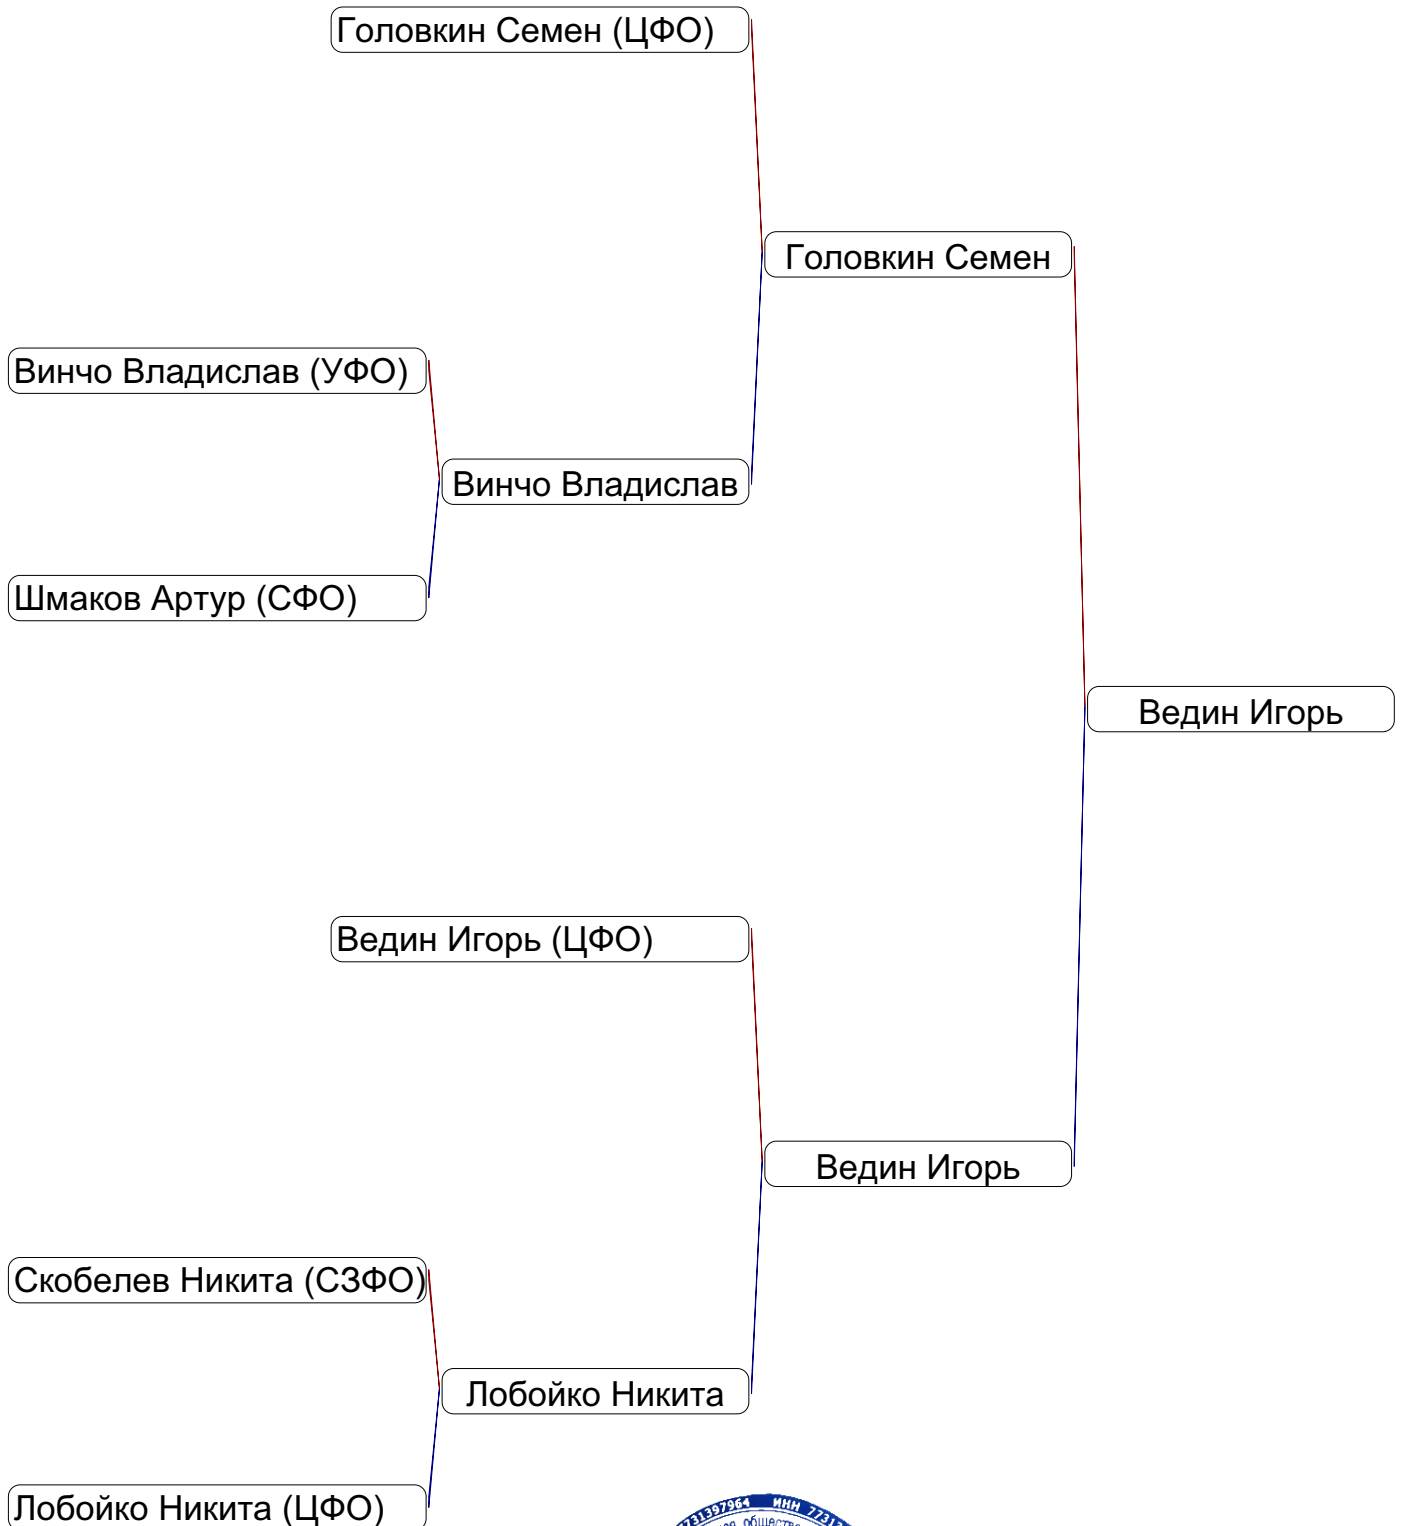 Головкин Семен (ЦФО)
Головкин Семен
Винчо Владислав (УФО)
Винчо Владислав
Шмаков Артур (СФО)
Ведин Игорь
Ведин Игорь (ЦФО)
Ведин Игорь
Скобелев Никита (СЗФО)
Лобойко Никита
Лобойко Никита (ЦФО)